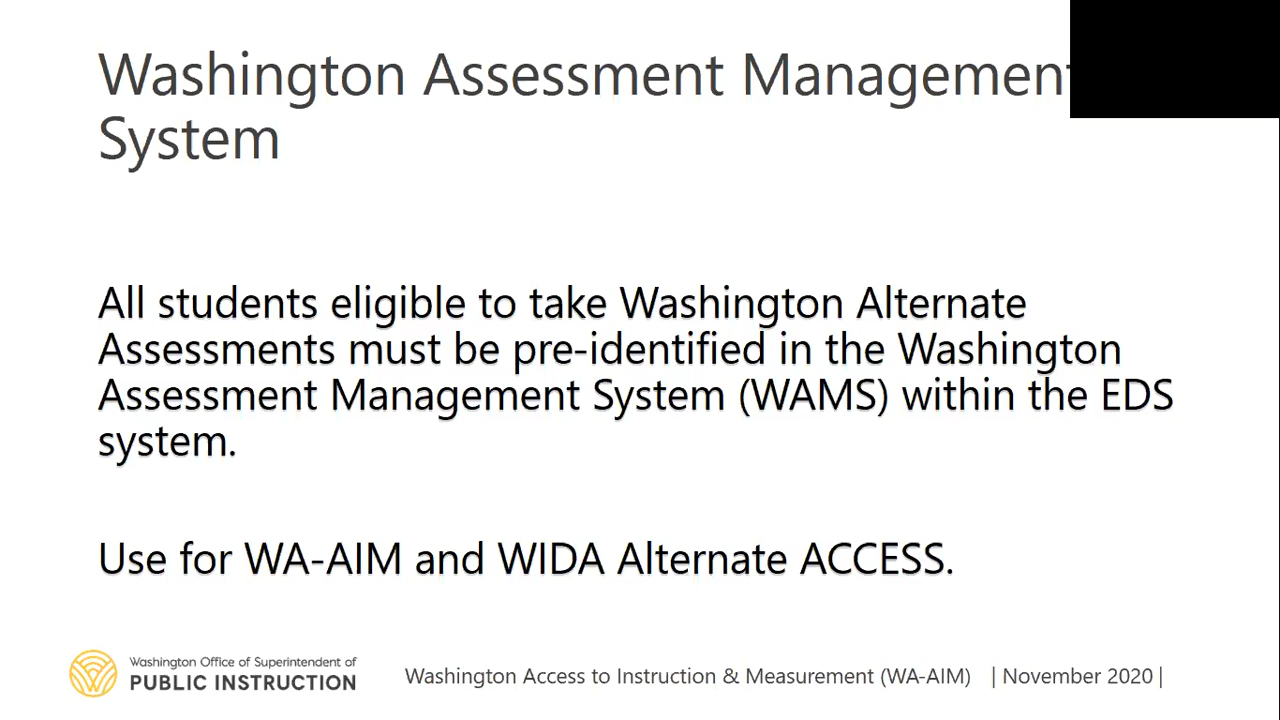 Washington Assessment Management
System
All students eligible to take Washington Alternate
Assessments must be pre-identified in the Washington
Assessment Management System (WAMS) within the EDS
system.
Use for WA-AIM and WIDA Alternate ACCESS.
Washington Office of Superintendent of
PUBLIC INSTRUCTION
Washington Access to Instruction & Measurement (WA-AIM) | November 2020 |